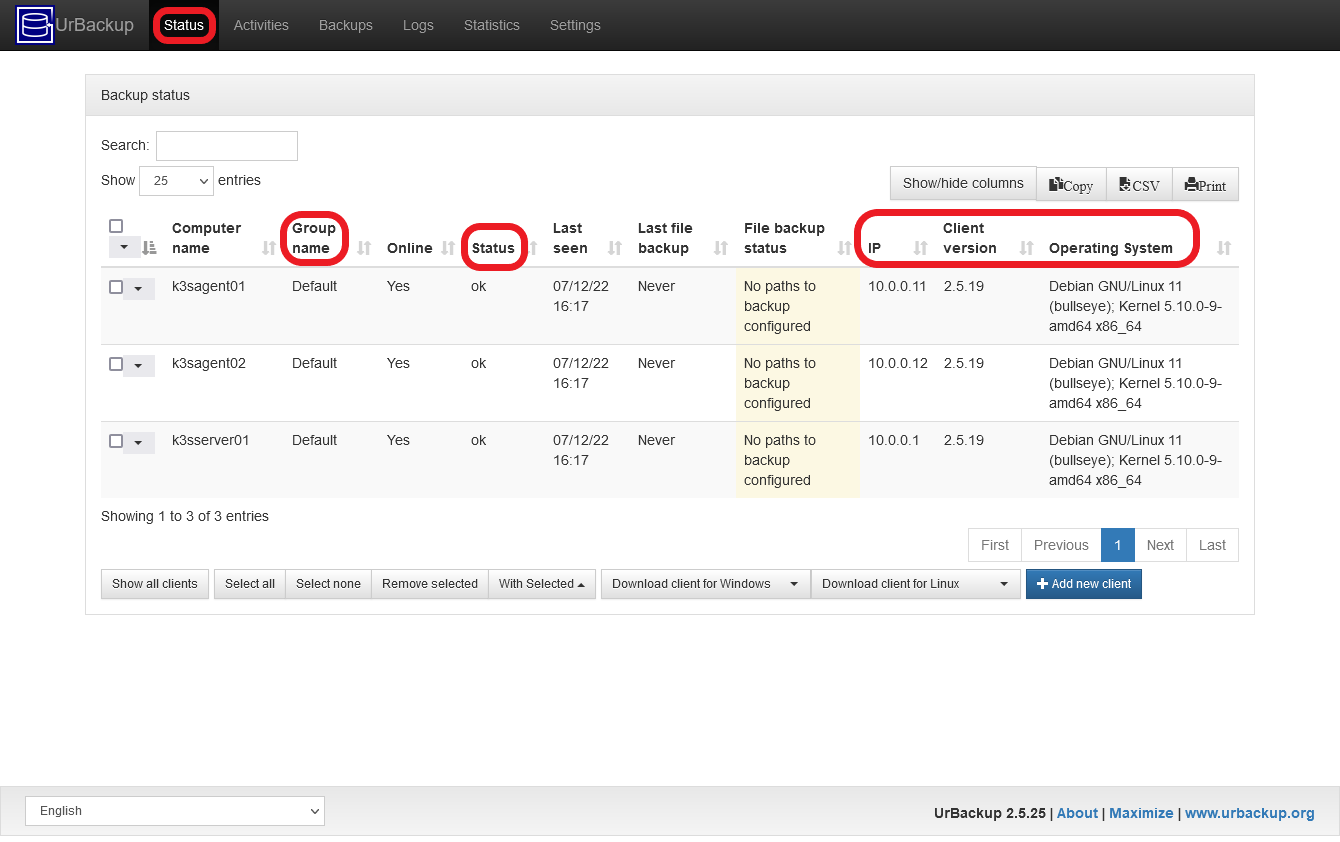 UrBackup Status Activities Backups Logs Statistics Settings
Backup status
Search:
Show 25 entries
Show/hide columns Copy CSV Print
Computer name Group name Online Status Last seen Last file backup File backup status IP Client version Operating System
k3sagent01 Default Yes ok 07/12/22 16:17 Never No paths to backup configured 10.0.0.11 2.5.19 Debian GNU/Linux 11 (bullseye); Kernel 5.10.0-9-amd64 x86_64
k3sagent02 Default Yes ok 07/12/22 16:17 Never No paths to backup configured 10.0.0.12 2.5.19 Debian GNU/Linux 11 (bullseye); Kernel 5.10.0-9-amd64 x86_64
k3sserver01 Default Yes ok 07/12/22 16:17 Never No paths to backup configured 10.0.0.1 2.5.19 Debian GNU/Linux 11 (bullseye); Kernel 5.10.0-9-amd64 x86_64
Showing 1 to 3 of 3 entries
First Previous 1 Next Last
Show all clients Select all Select none Remove selected With Selected Download client for Windows Download client for Linux Add new client
English
UrBackup 2.5.25 | About | Maximize | www.urbackup.org